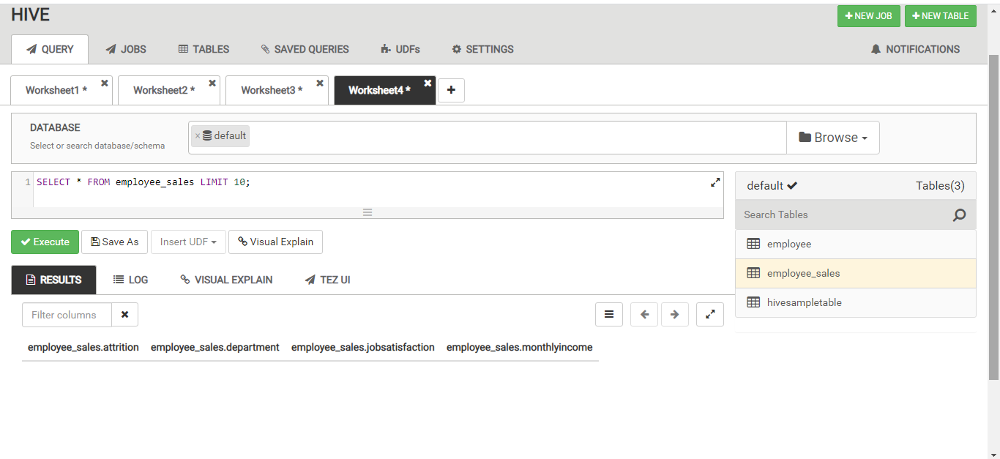 HIVE
NEW JOB NEW TABLE
QUERY JOBS TABLES SAVED QUERIES UDFs SETTINGS NOTIFICATIONS
Worksheet1 * Worksheet2 * Worksheet3 * Worksheet4 * +
DATABASE
Select or search database/schema
× default
Browse
1 SELECT * FROM employee_sales LIMIT 10;
Execute Save As Insert UDF Visual Explain
RESULTS LOG VISUAL EXPLAIN TEZ UI
Filter columns
employee_sales.attrition employee_sales.department employee_sales.jobsatisfaction employee_sales.monthlyincome
default Tables(3)
Search Tables
employee
employee_sales
hivesampletable